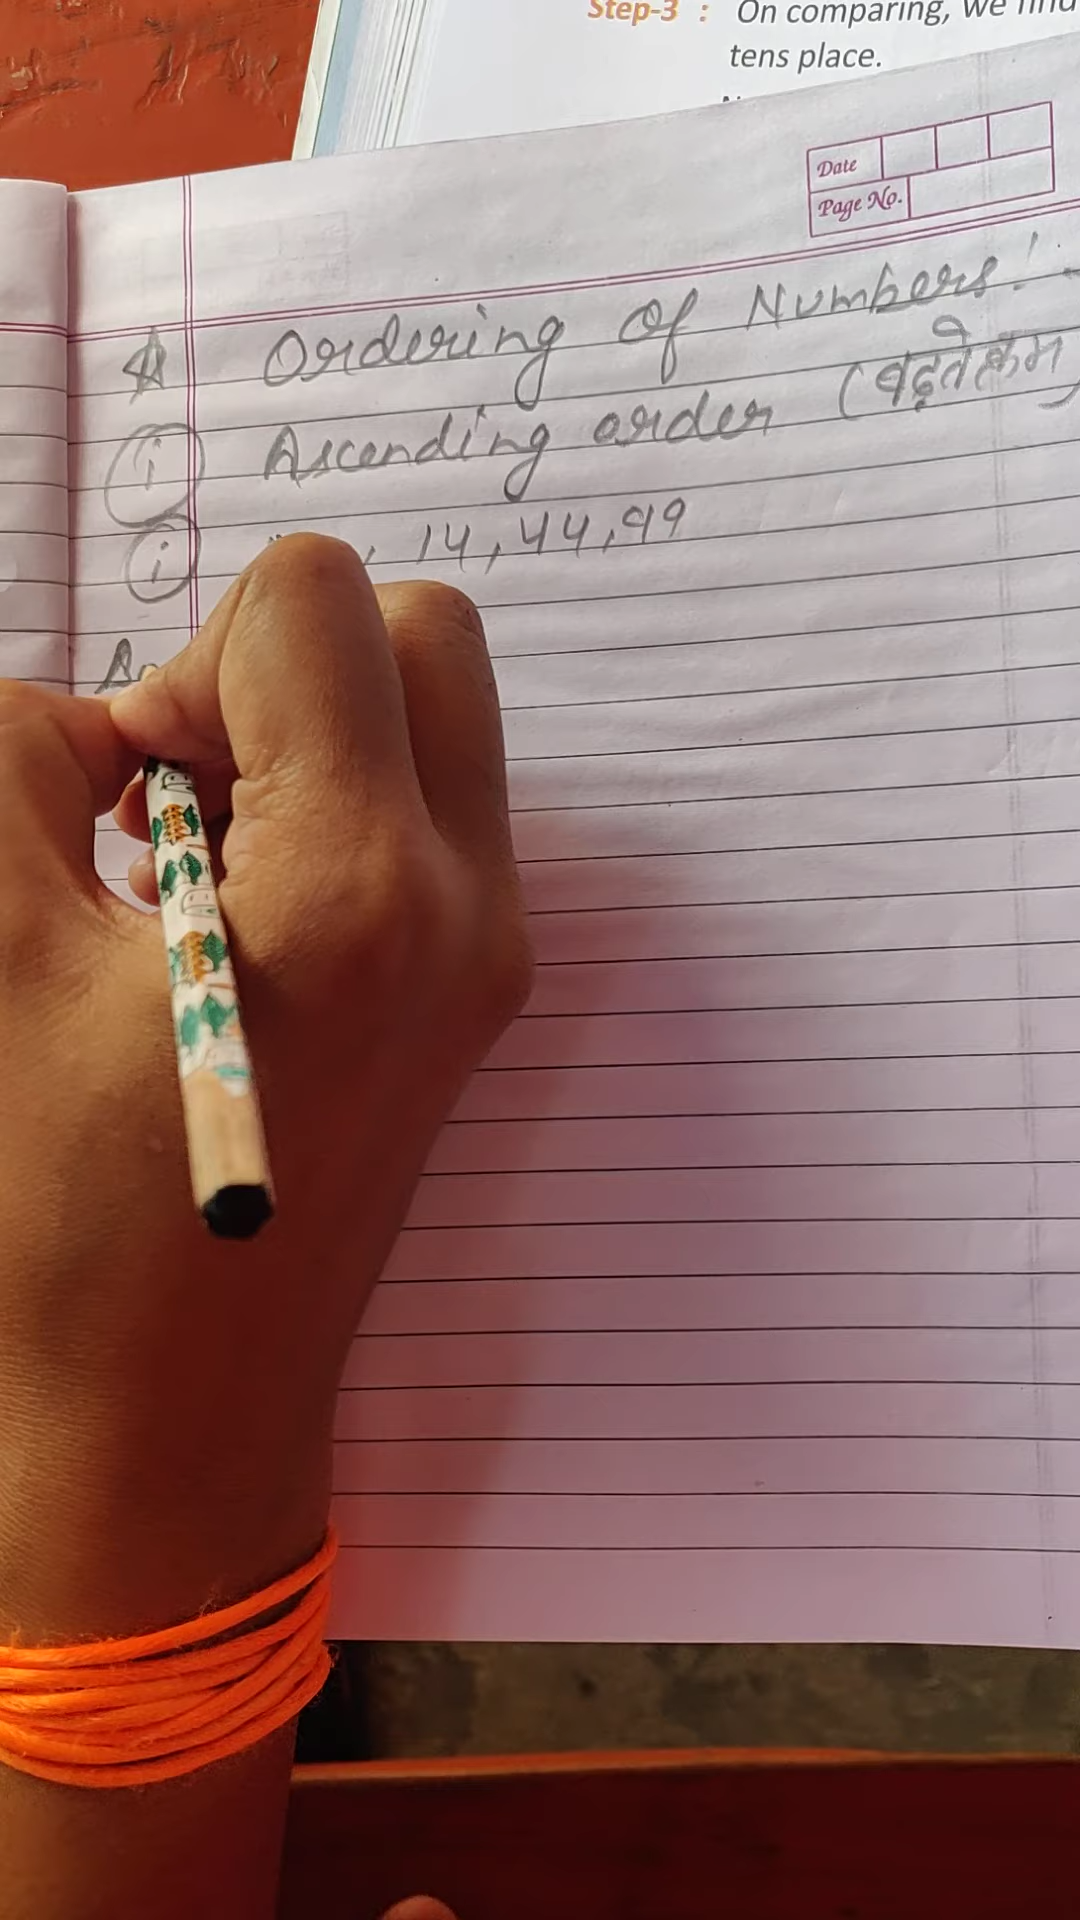 Step-3 : On comparing, we find
tens place.
Date
Page No.
Ordering of Numbers:-
(i) Ascending order (बढ़ते क्रम)
(i) , 14, 44, 99